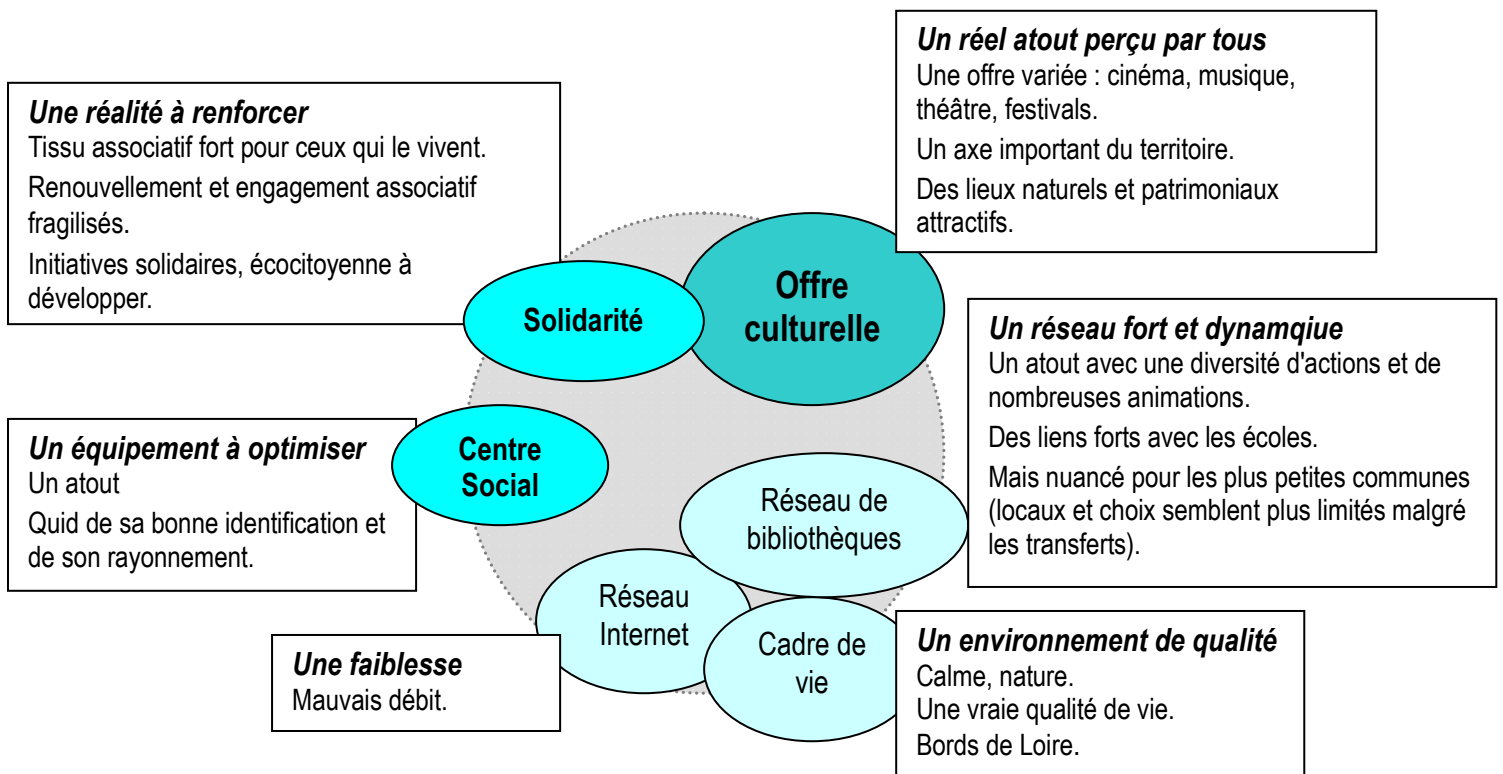 Un réel atout perçu par tous
Une offre variée : cinéma, musique,
théâtre, festivals.
Un axe important du territoire.
Des lieux naturels et patrimoniaux
attractifs.
Une réalité à renforcer
Tissu associatif fort pour ceux qui le vivent.
Renouvellement et engagement associatif
fragilisés.
Initiatives solidaires, écocitoyenne à
développer.
Offre
culturelle
Solidarité
Un réseau fort et dynamqiue
Un atout avec une diversité d'actions et de
nombreuses animations.
Des liens forts avec les écoles.
Mais nuancé pour les plus petites communes
(locaux et choix semblent plus limités malgré
les transferts).
Un équipement à optimiser
Un atout
Quid de sa bonne identification et
de son rayonnement.
Centre
Social
Réseau de
bibliothèques
Réseau
Internet
Cadre de
vie
Une faiblesse
Mauvais débit.
Un environnement de qualité
Calme, nature.
Une vraie qualité de vie.
Bords de Loire.